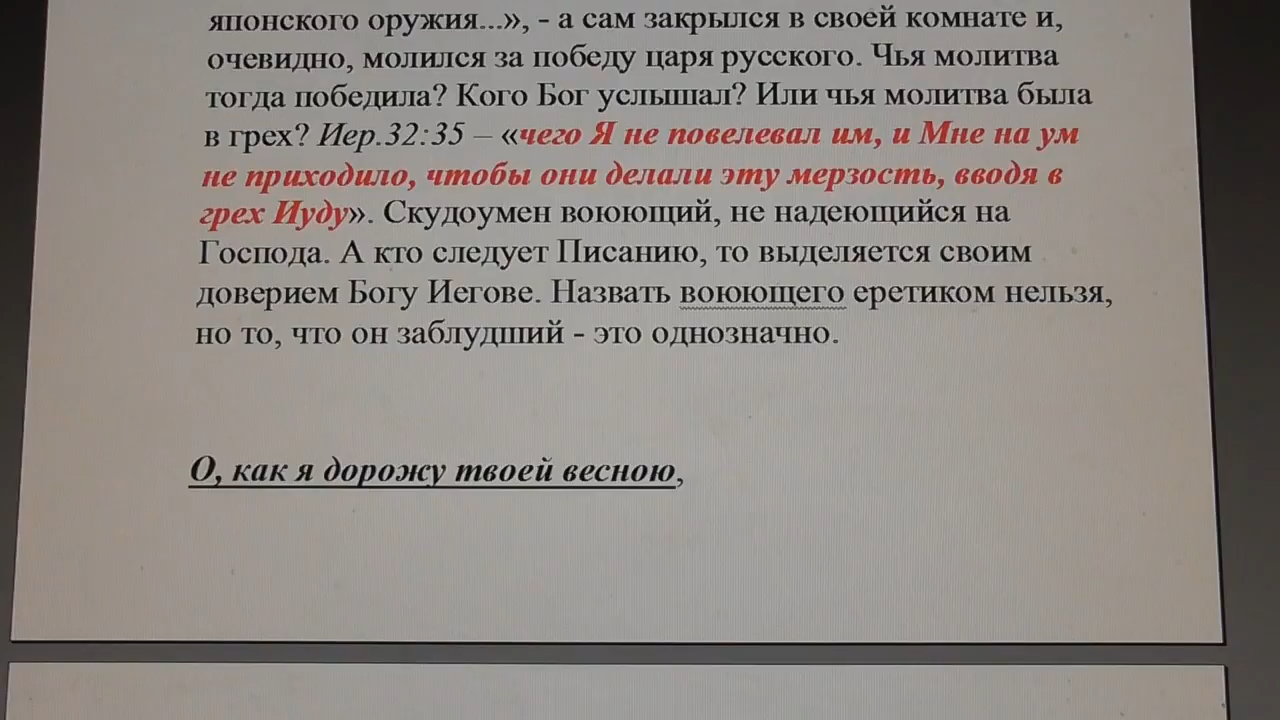 японского оружия...», - а сам закрылся в своей комнате и,
очевидно, молился за победу царя русского. Чья молитва
тогда победила? Кого Бог услышал? Или чья молитва была
в грех? Иер.32:35 – «чего Я не повелевал им, и Мне на ум
не приходило, чтобы они делали эту мерзость, вводя в
грех Иуду». Скудоумен воюющий, не надеющийся на
Господа. А кто следует Писанию, то выделяется своим
доверием Богу Иегове. Назвать воюющего еретиком нельзя,
но то, что он заблудший - это однозначно.
О, как я дорожу твоей весною,